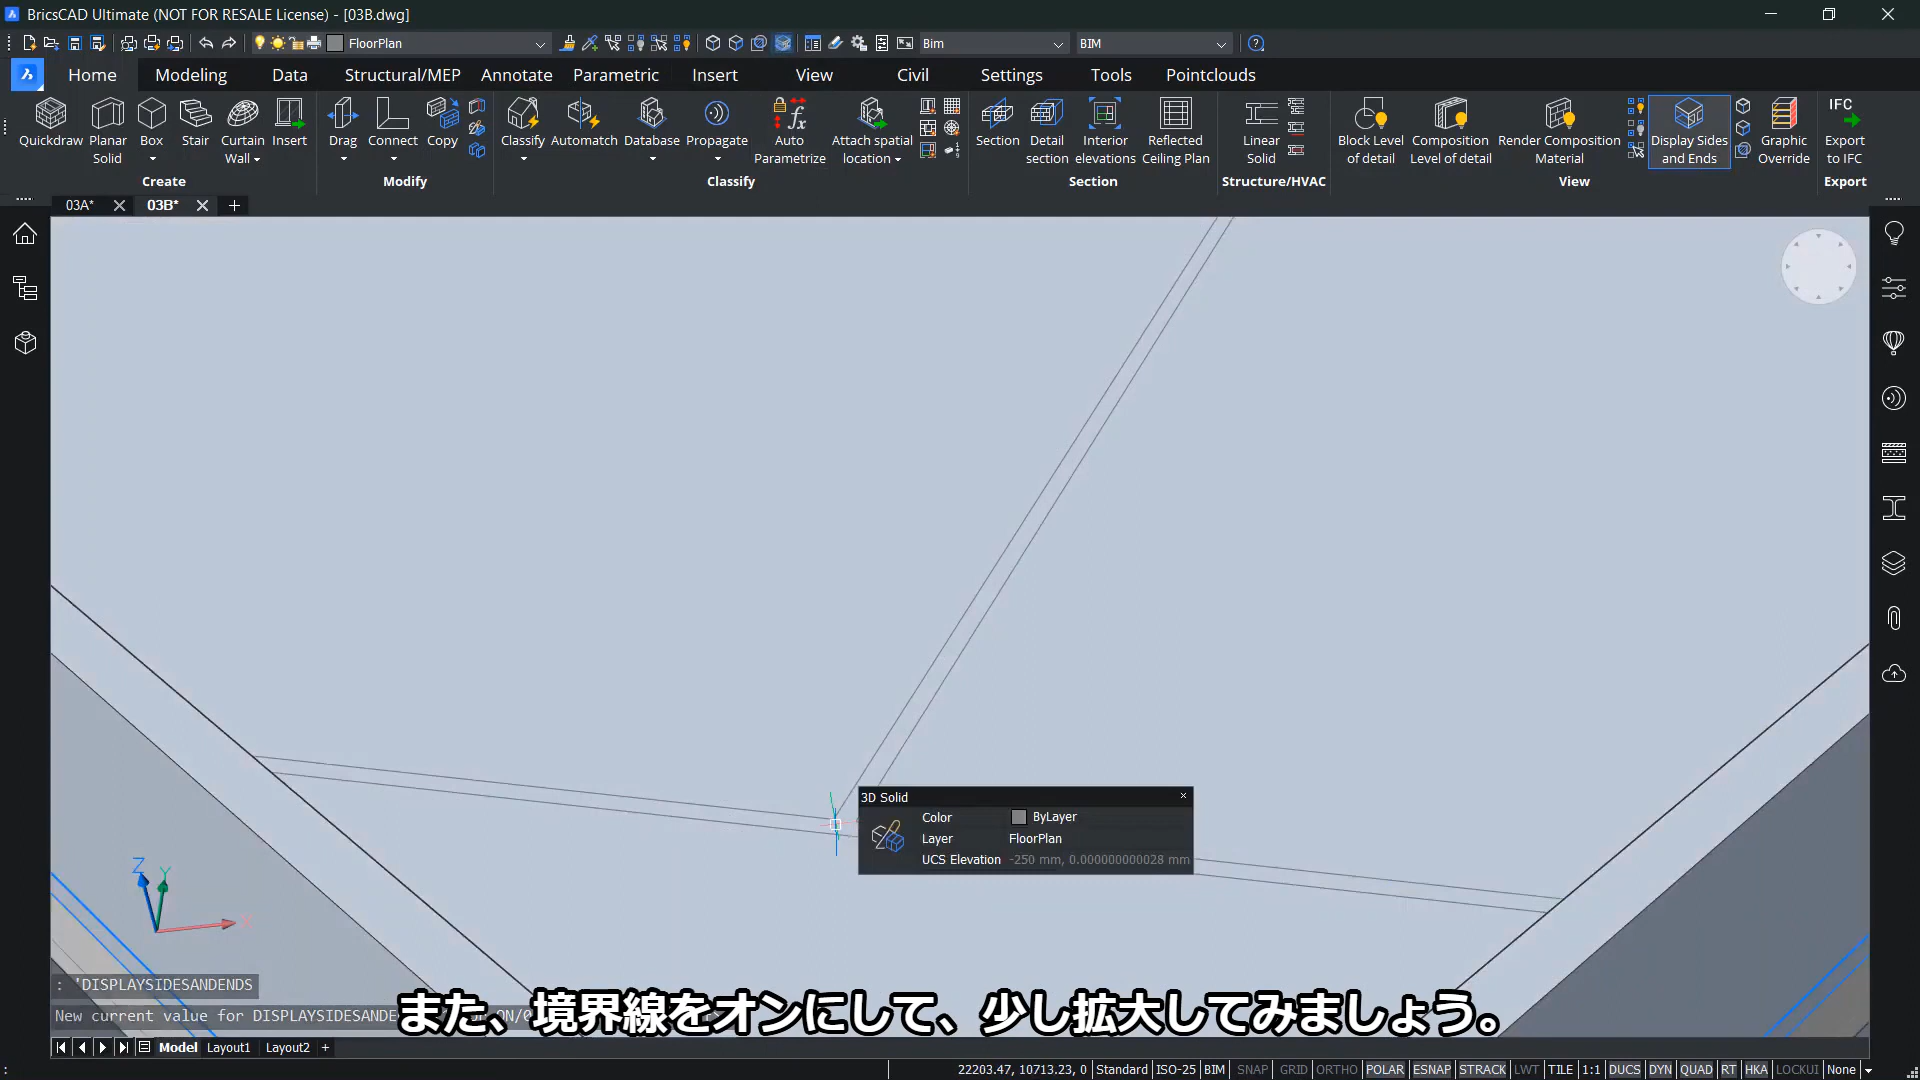 BricsCAD Ultimate (NOT FOR RESALE License) - [03B.dwg]
FloorPlan
Bim
BIM
Home
Modeling
Data
Structural/MEP
Annotate
Parametric
Insert
View
Civil
Settings
Tools
Pointclouds
Quickdraw
Planar Solid
Box
Stair
Curtain Wall
Insert
Drag
Connect
Copy
Classify
Automatch
Database
Propagate
Auto Parametrize
Attach spatial location
Section
Detail section
Interior elevations
Reflected Ceiling Plan
Linear Solid
Block Level of detail
Composition Level of detail
Render Composition Material
Display Sides and Ends
Graphic Override
IFC
Export to IFC
Create
Modify
Classify
Section
Structure/HVAC
View
Export
03A*
03B*
3D Solid
Color ByLayer
Layer FloorPlan
UCS Elevation -250 mm, 0.000000000028 mm
Z
Y
X
: 'DISPLAYSIDESANDENDS
New current value for DISPLAYSIDESANDE
また、境界線をオンにして、少し拡大してみましょう。
Model Layout1 Layout2 +
: 22203.47, 10713.23, 0 Standard ISO-25 BIM SNAP GRID ORTHO POLAR ESNAP STRACK LWT TILE 1:1 DUCS DYN QUAD RT HKA LOCKUI None